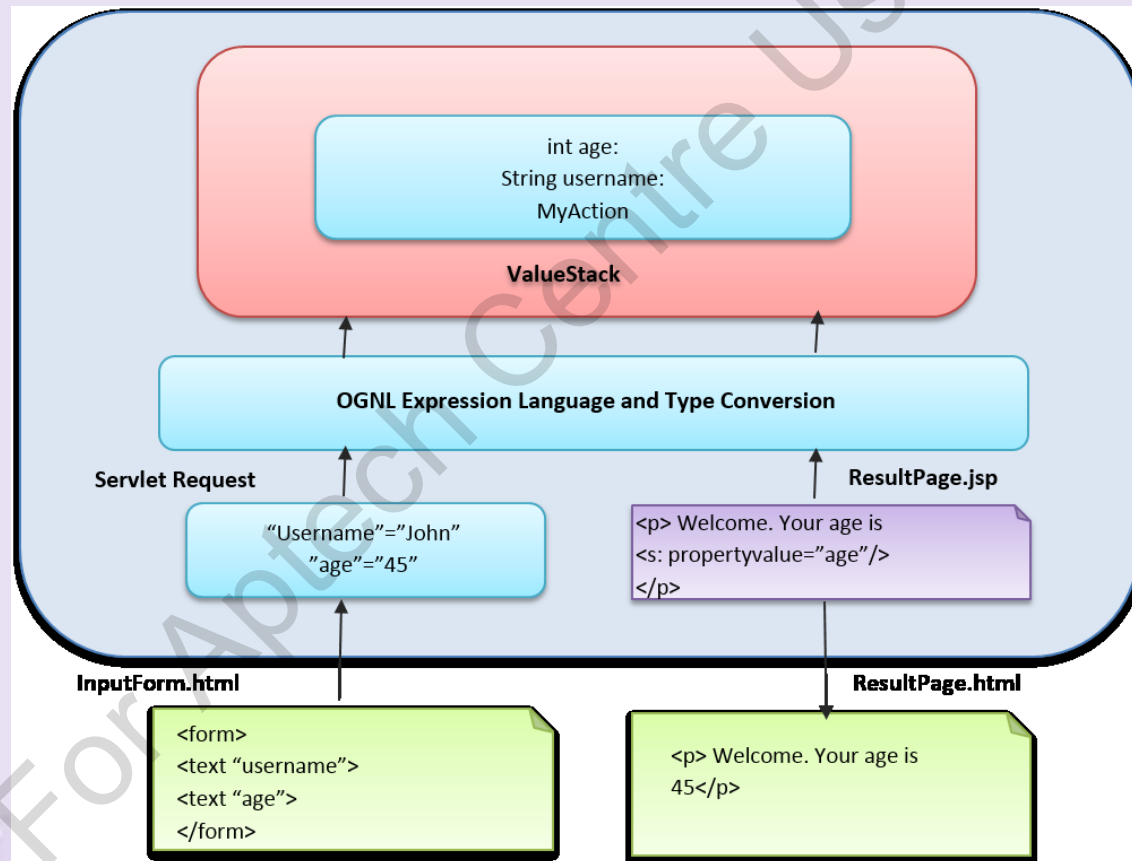 int age:
String username:
MyAction
ValueStack
OGNL Expression Language and Type Conversion
Servlet Request
“Username”=”John”
”age”=”45”
ResultPage.jsp
<p> Welcome. Your age is
<s: propertyvalue=”age”/>
</p>
InputForm.html
<form>
<text “username”>
<text “age”>
</form>
ResultPage.html
<p> Welcome. Your age is
45</p>
For Aptech Centre Us